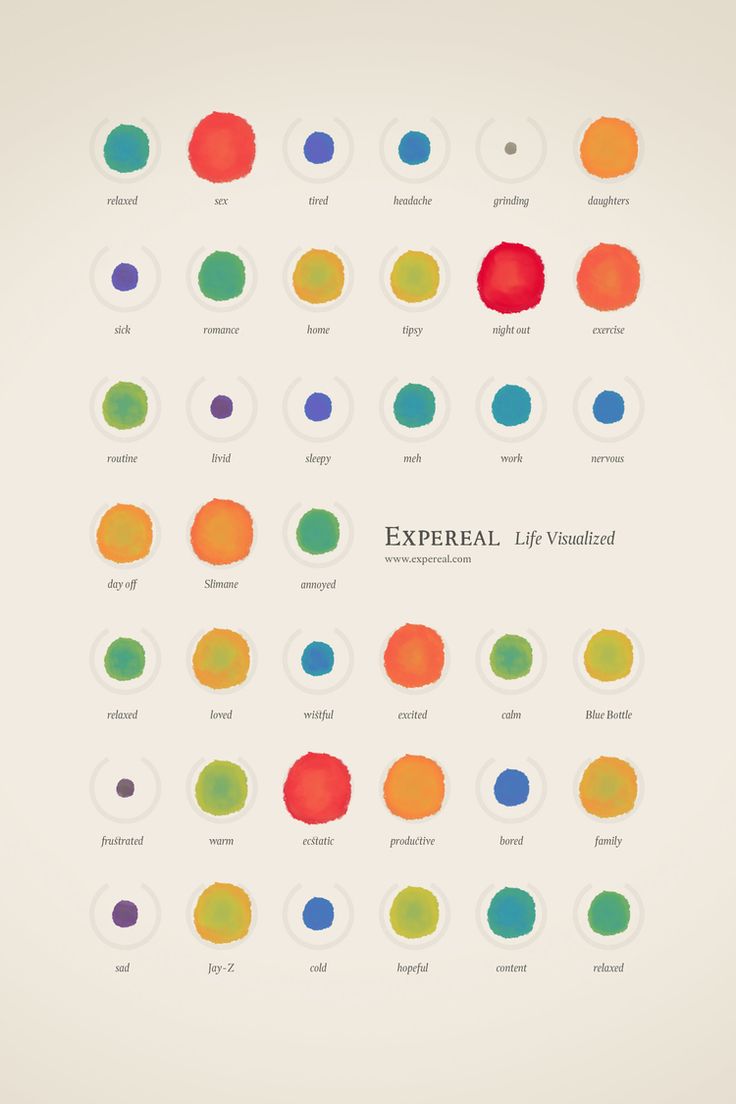 relaxed sex tired headache grinding daughters
sick romance home tipsy night out exercise
routine livid sleepy meh work nervous
EXPEREAL Life Visualized
www.expereal.com
day off Slimane annoyed
relaxed loved wistful excited calm Blue Bottle
frustrated warm ecstatic productive bored family
sad Jay-Z cold hopeful content relaxed